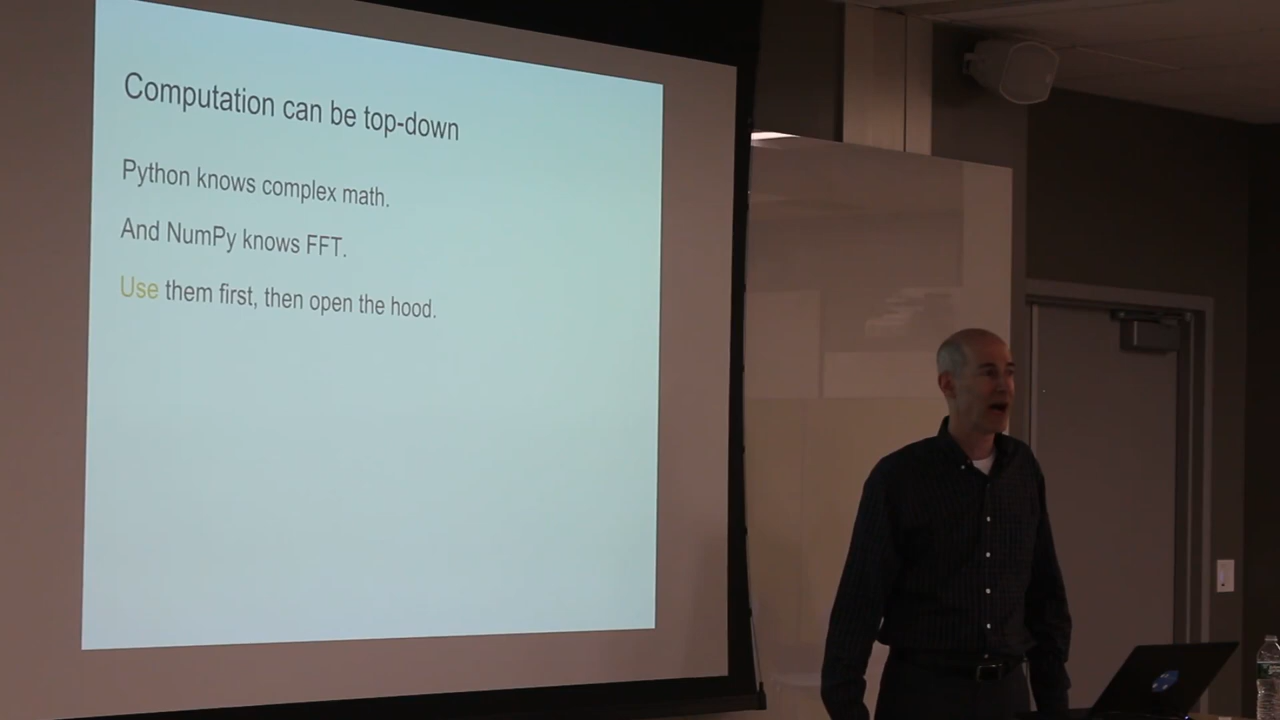 Computation can be top-down
Python knows complex math.
And NumPy knows FFT.
Use them first, then open the hood.